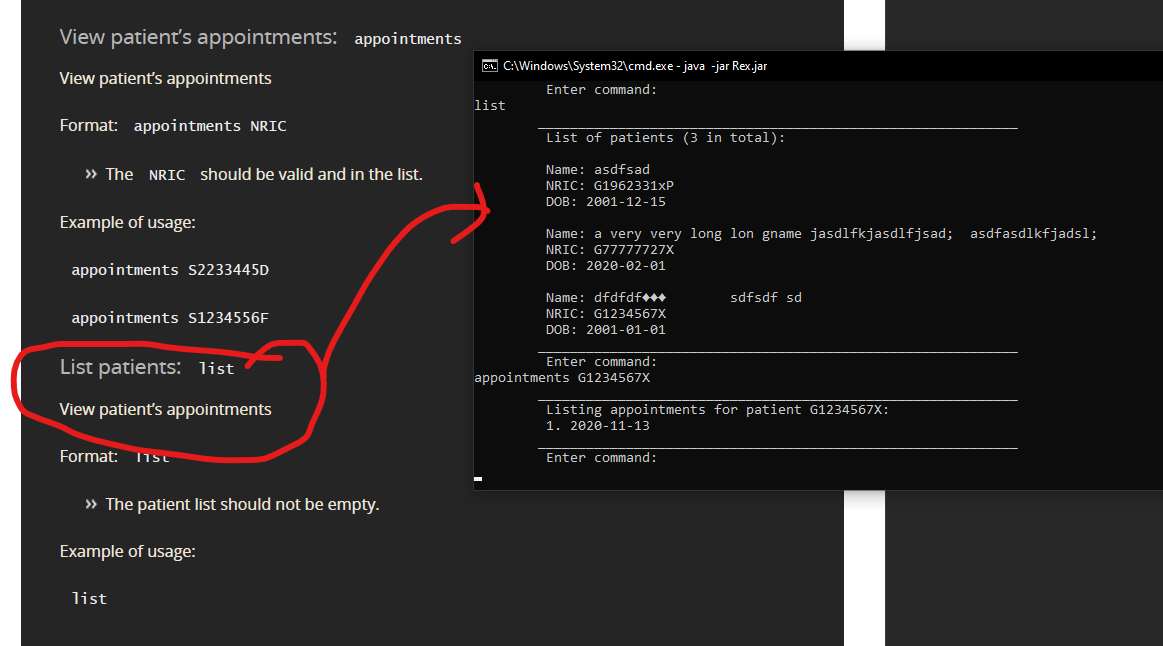 View patient’s appointments: appointments
View patient’s appointments
Format: appointments NRIC
» The NRIC should be valid and in the list.
Example of usage:
appointments S2233445D
appointments S1234556F
List patients: list
View patient’s appointments
Format: list
» The patient list should not be empty.
Example of usage:
list
C:\Windows\System32\cmd.exe - java -jar Rex.jar
Enter command:
list
List of patients (3 in total):
Name: asdfsad
NRIC: G1962331xP
DOB: 2001-12-15
Name: a very very long lon gname jasdlfkjasdlfjsad; asdfasdlkfjadsl;
NRIC: G77777727X
DOB: 2020-02-01
Name: dfdfdf♦♦♦ sdfsdf sd
NRIC: G1234567X
DOB: 2001-01-01
Enter command:
appointments G1234567X
Listing appointments for patient G1234567X:
1. 2020-11-13
Enter command: